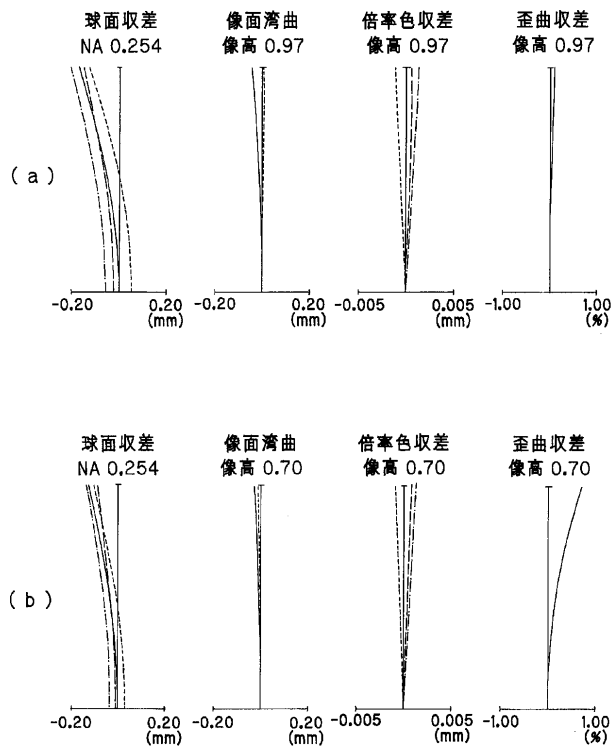 球面収差 像面湾曲 倍率色収差 歪曲収差
NA 0.254 像高 0.97 像高 0.97 像高 0.97
(a)
-0.20 0.20 -0.20 0.20 -0.005 0.005 -1.00 1.00
(mm) (mm) (mm) (%)
球面収差 像面湾曲 倍率色収差 歪曲収差
NA 0.254 像高 0.70 像高 0.70 像高 0.70
(b)
-0.20 0.20 -0.20 0.20 -0.005 0.005 -1.00 1.00
(mm) (mm) (mm) (%)